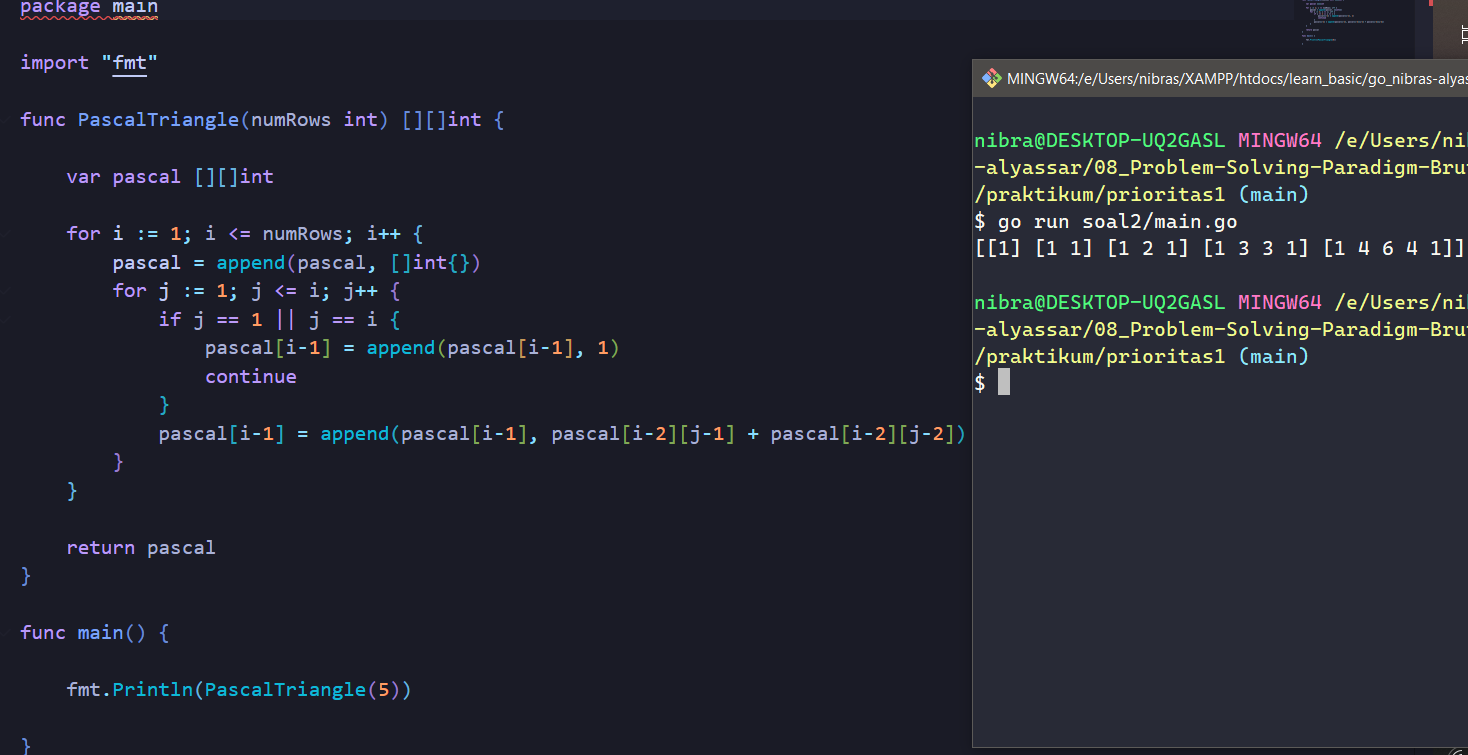 package main
import "fmt"
func PascalTriangle(numRows int) [][]int {
var pascal [][]int
for i := 1; i <= numRows; i++ {
pascal = append(pascal, []int{})
for j := 1; j <= i; j++ {
if j == 1 || j == i {
pascal[i-1] = append(pascal[i-1], 1)
continue
}
pascal[i-1] = append(pascal[i-1], pascal[i-2][j-1] + pascal[i-2][j-2])
}
}
return pascal
}
func main() {
fmt.Println(PascalTriangle(5))
}
MINGW64:/e/Users/nibras/XAMPP/htdocs/learn_basic/go_nibras-alyas
nibra@DESKTOP-UQ2GASL MINGW64 /e/Users/ni
-alyassar/08_Problem-Solving-Paradigm-Bru
/praktikum/prioritas1 (main)
$ go run soal2/main.go
[[1] [1 1] [1 2 1] [1 3 3 1] [1 4 6 4 1]]
nibra@DESKTOP-UQ2GASL MINGW64 /e/Users/ni
-alyassar/08_Problem-Solving-Paradigm-Bru
/praktikum/prioritas1 (main)
$